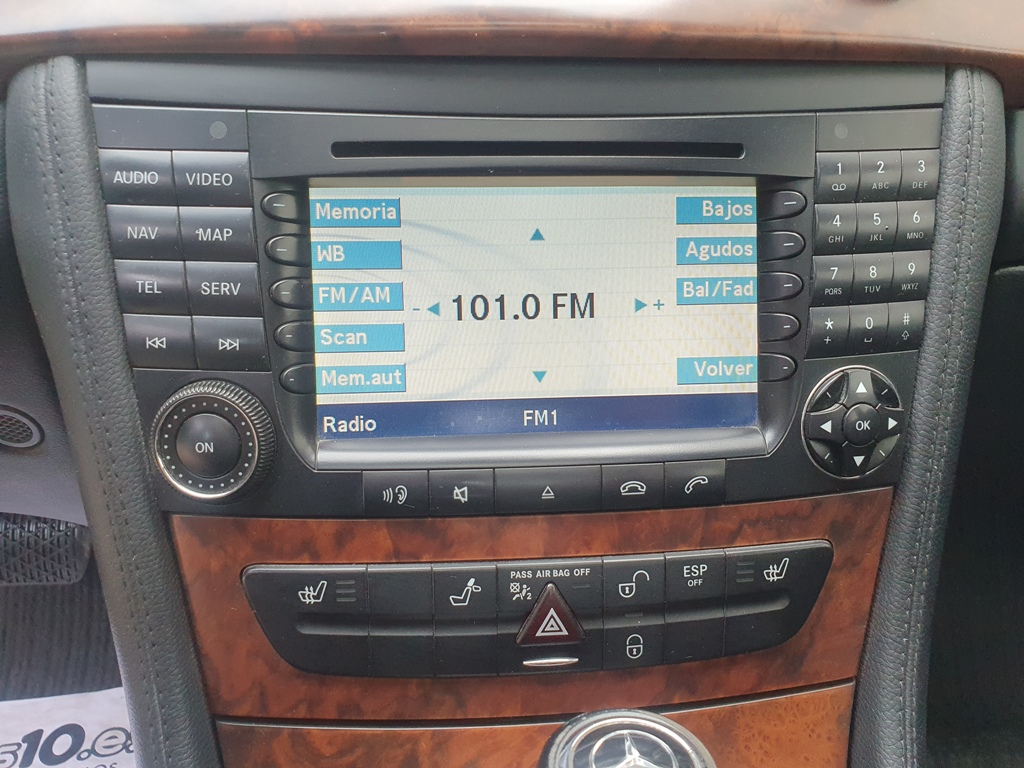 AUDIO VIDEO
NAV MAP
TEL SERV
ON
Memoria
WB
FM/AM
Scan
Mem.aut
- 101.0 FM +
Bajos
Agudos
Bal/Fad
Volver
Radio FM1
1 2 3
ABC DEF
4 5 6
GHI JKL MNO
7 8 9
PQRS TUV WXYZ
* 0 #
+
OK
PASS AIR BAG OFF
2
ESP
OFF
310.e